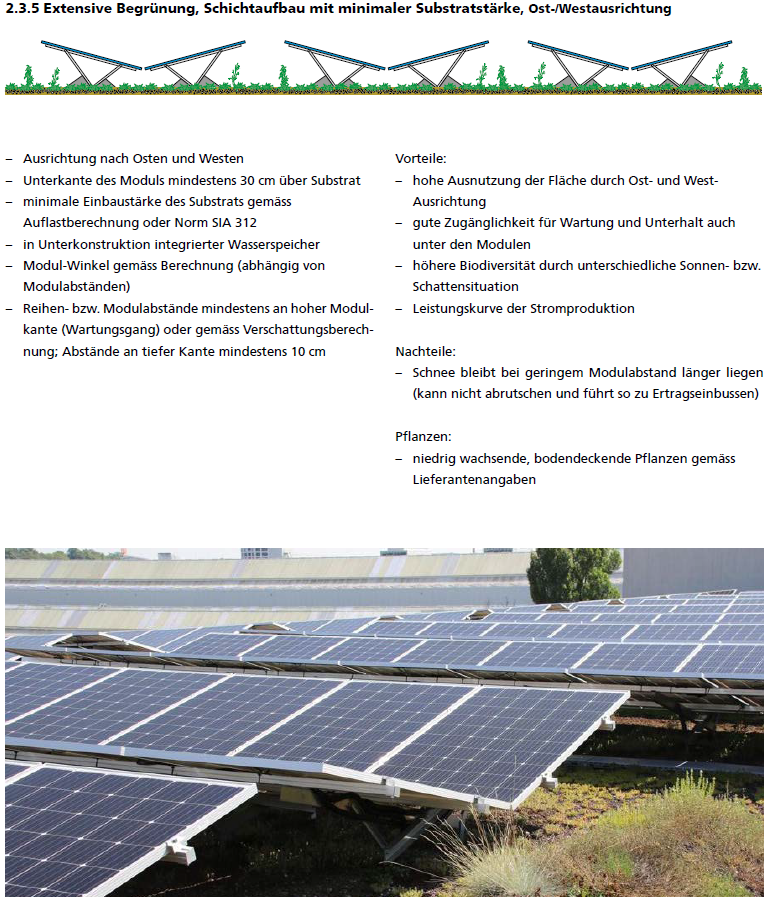 2.3.5 Extensive Begrünung, Schichtaufbau mit minimaler Substratstärke, Ost-/Westausrichtung
– Ausrichtung nach Osten und Westen
– Unterkante des Moduls mindestens 30 cm über Substrat
– minimale Einbaustärke des Substrats gemäss
Auflastberechnung oder Norm SIA 312
– in Unterkonstruktion integrierter Wasserspeicher
– Modul-Winkel gemäss Berechnung (abhängig von
Modulabständen)
– Reihen- bzw. Modulabstände mindestens an hoher Modul-
kante (Wartungsgang) oder gemäss Verschattungsberech-
nung; Abstände an tiefer Kante mindestens 10 cm
Vorteile:
– hohe Ausnutzung der Fläche durch Ost- und West-
Ausrichtung
– gute Zugänglichkeit für Wartung und Unterhalt auch
unter den Modulen
– höhere Biodiversität durch unterschiedliche Sonnen- bzw.
Schattensituation
– Leistungskurve der Stromproduktion
Nachteile:
– Schnee bleibt bei geringem Modulabstand länger liegen
(kann nicht abrutschen und führt so zu Ertragseinbussen)
Pflanzen:
– niedrig wachsende, bodendeckende Pflanzen gemäss
Lieferantenangaben